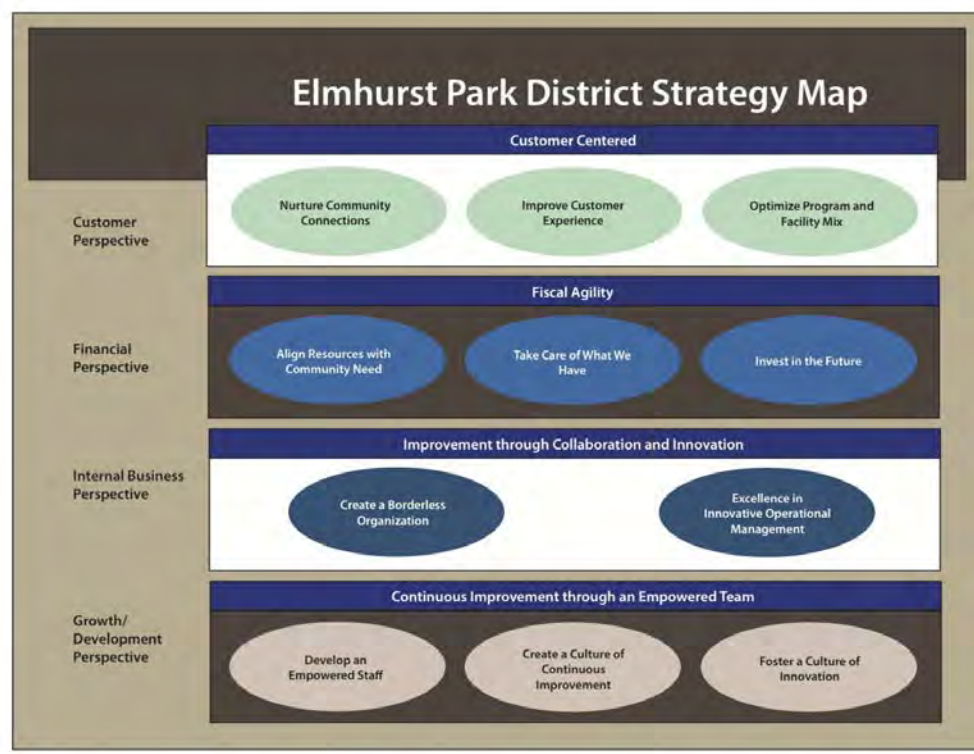 Elmhurst Park District Strategy Map
Customer Centered
Customer
Perspective
Nurture Community
Connections
Improve Customer
Experience
Optimize Program and
Facility Mix
Fiscal Agility
Financial
Perspective
Align Resources with
Community Need
Take Care of What We
Have
Invest in the Future
Improvement through Collaboration and Innovation
Internal Business
Perspective
Create a Borderless
Organization
Excellence in
Innovative Operational
Management
Continuous Improvement through an Empowered Team
Growth/
Development
Perspective
Develop an
Empowered Staff
Create a Culture of
Continuous
Improvement
Foster a Culture of
Innovation